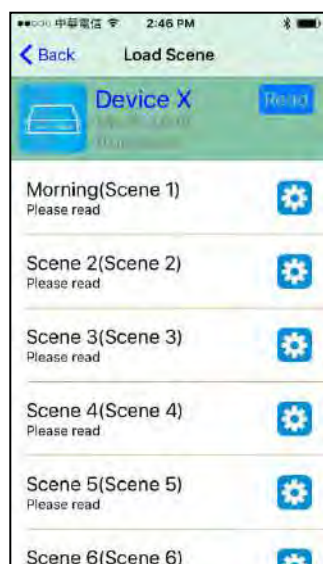 中華電信 2:46 PM
Back Load Scene
Device X
Read
Morning(Scene 1)
Please read
Scene 2(Scene 2)
Please read
Scene 3(Scene 3)
Please read
Scene 4(Scene 4)
Please read
Scene 5(Scene 5)
Please read
Scene 6(Scene 6)